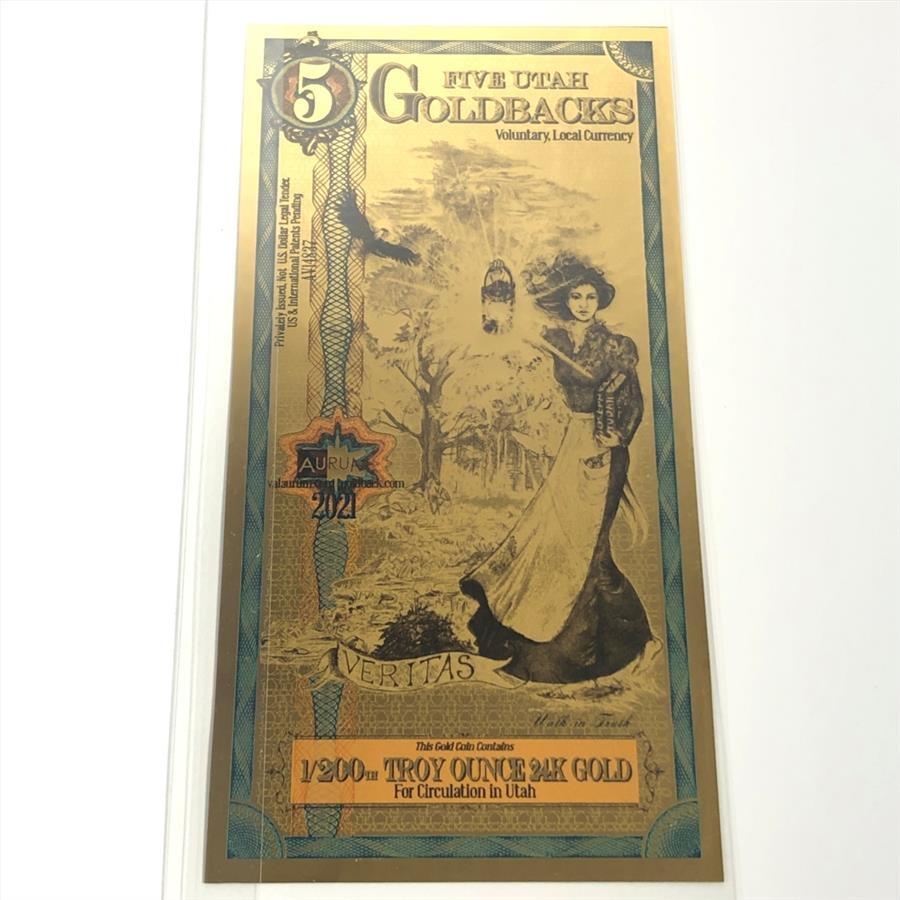 5
FIVE UTAH
GOLDBACKS
Voluntary, Local Currency
Privately Issued, Not U.S. Dollar Legal Tender.
US & International Patents Pending
AURUM
2021
VERITAS
Walk in Truth
This Gold Coin Contains
1/200TH TROY OUNCE 24K GOLD
For Circulation in Utah